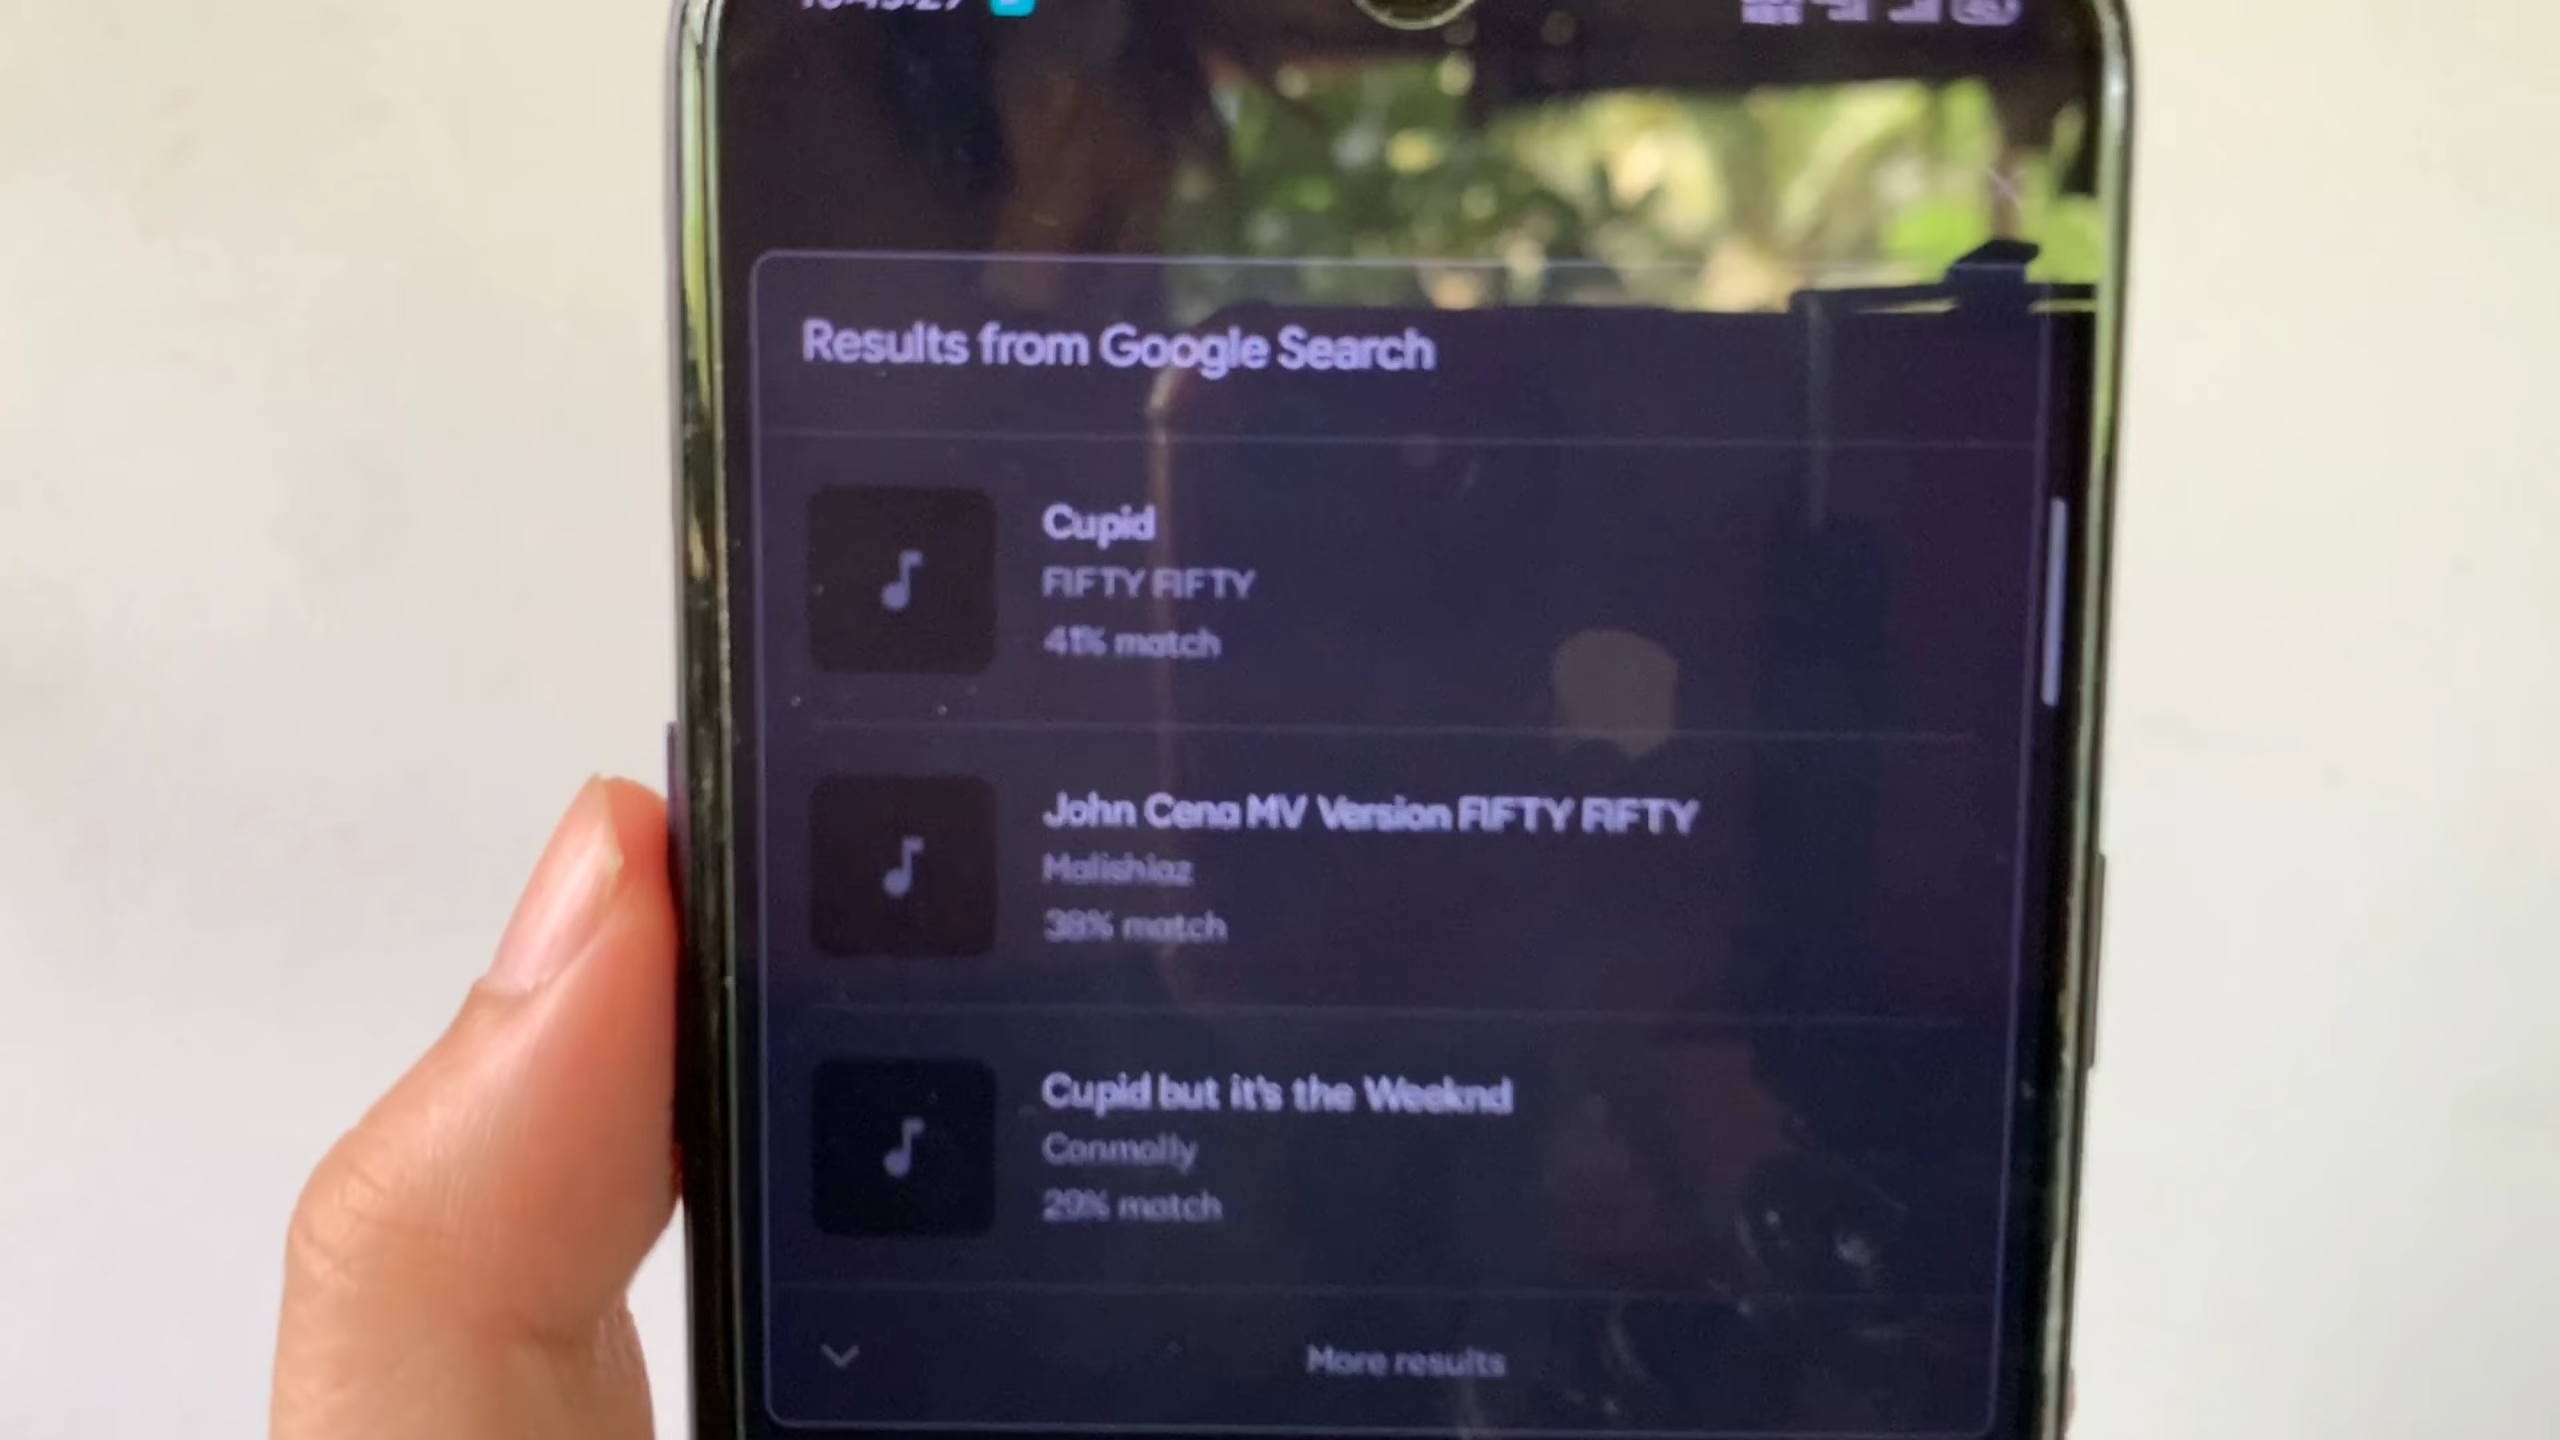 Results from Google Search
Cupid
FIFTY FIFTY
41% match
John Cena MV Version FIFTY FIFTY
Malishiaz
38% match
Cupid but it's the Weeknd
Conmolly
29% match
More results